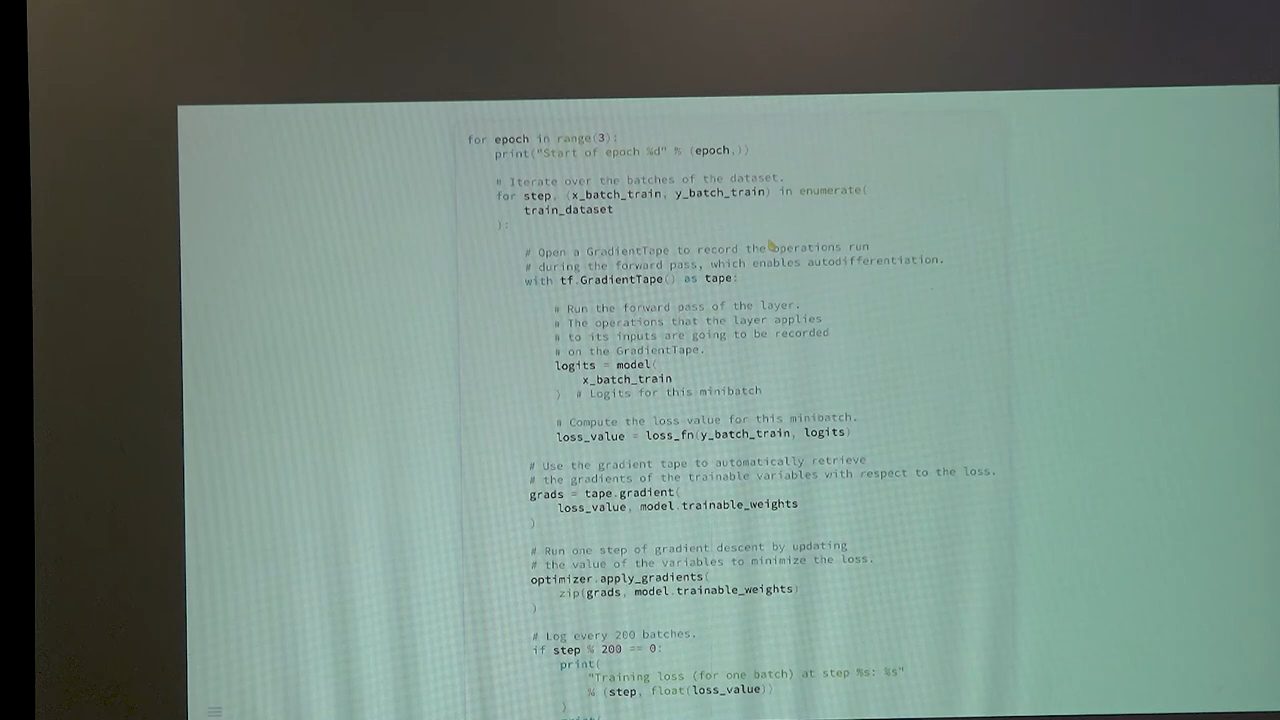 for epoch in range(3):
print("Start of epoch %d" % (epoch,))
# Iterate over the batches of the dataset.
for step, (x_batch_train, y_batch_train) in enumerate(
train_dataset
):
# Open a GradientTape to record the operations run
# during the forward pass, which enables autodifferentiation.
with tf.GradientTape() as tape:
# Run the forward pass of the layer.
# The operations that the layer applies
# to its inputs are going to be recorded
# on the GradientTape.
logits = model(
x_batch_train
) # Logits for this minibatch
# Compute the loss value for this minibatch.
loss_value = loss_fn(y_batch_train, logits)
# Use the gradient tape to automatically retrieve
# the gradients of the trainable variables with respect to the loss.
grads = tape.gradient(
loss_value, model.trainable_weights
)
# Run one step of gradient descent by updating
# the value of the variables to minimize the loss.
optimizer.apply_gradients(
zip(grads, model.trainable_weights)
)
# Log every 200 batches.
if step % 200 == 0:
print(
"Training loss (for one batch) at step %s: %s"
% (step, float(loss_value))
)